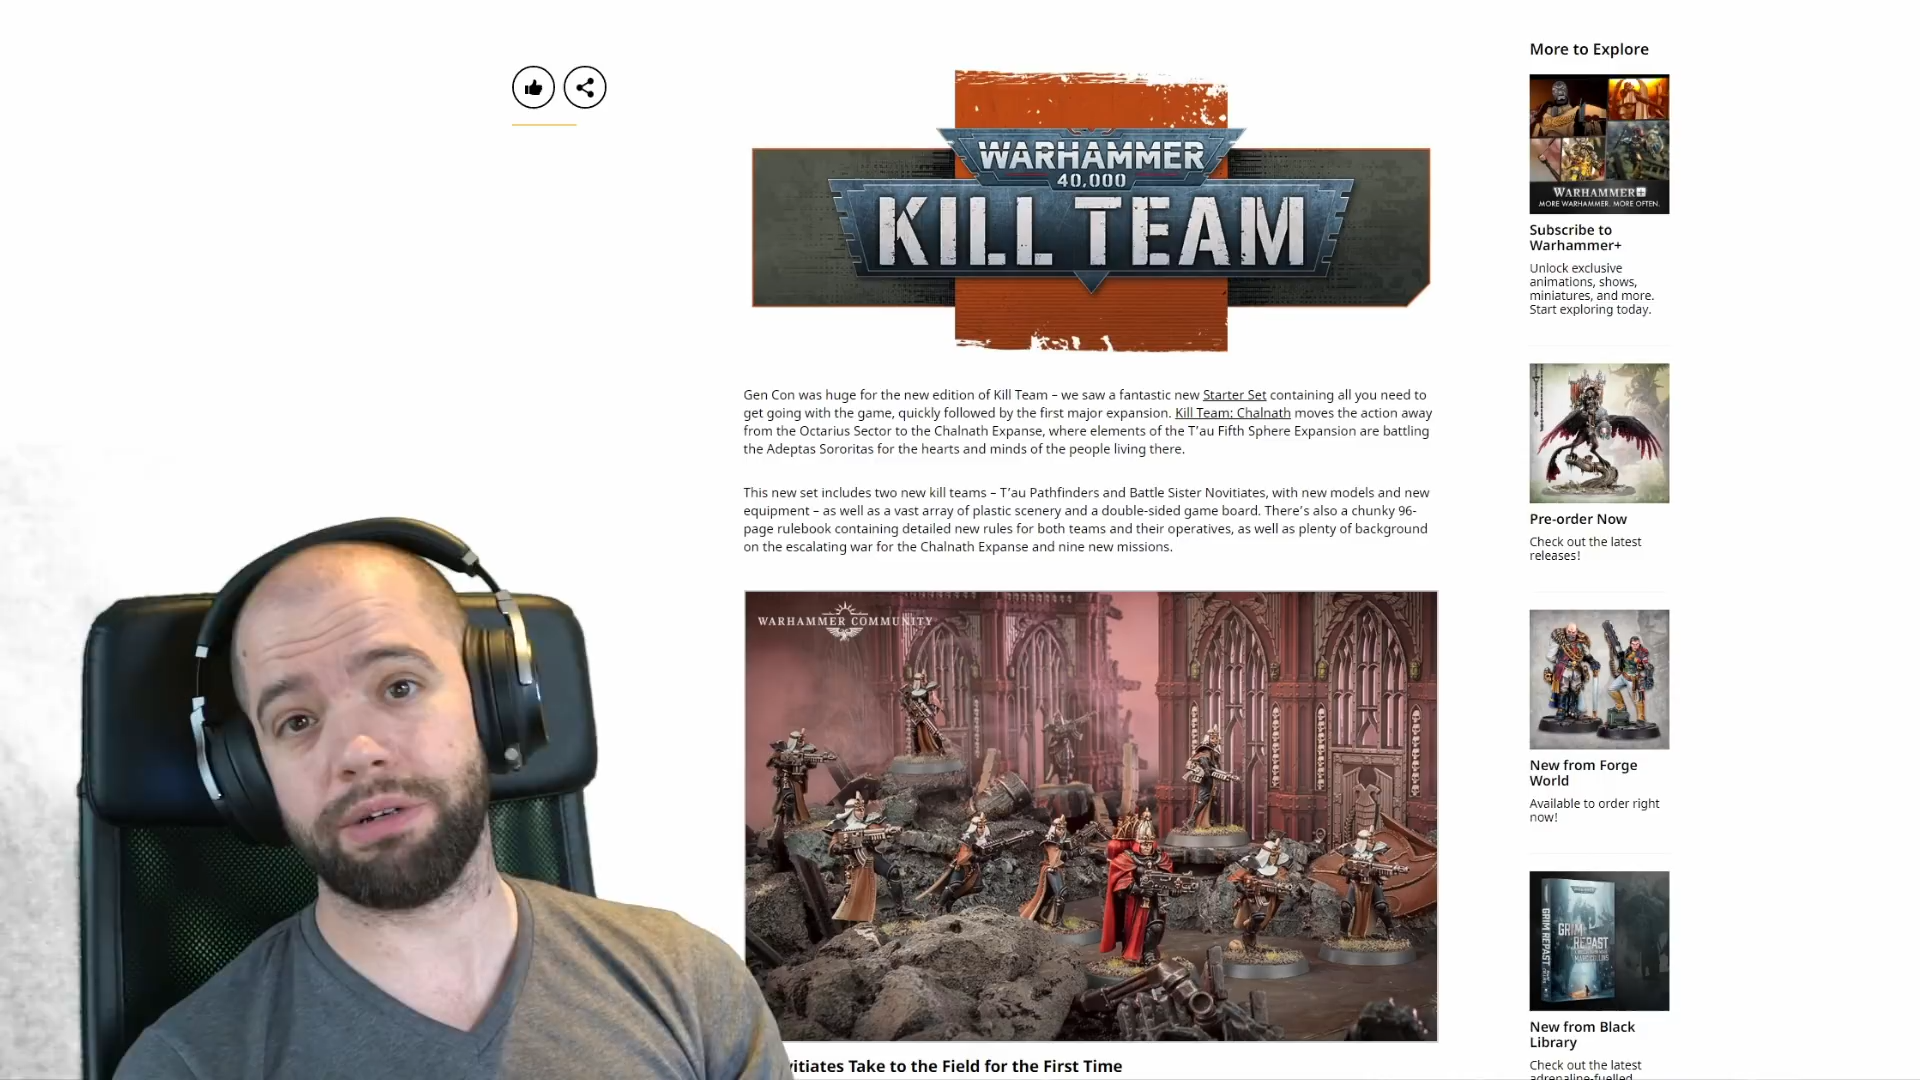 WARHAMMER
40,000
KILL TEAM
Gen Con was huge for the new edition of Kill Team – we saw a fantastic new Starter Set containing all you need to
get going with the game, quickly followed by the first major expansion. Kill Team: Chalnath moves the action away
from the Octarius Sector to the Chalnath Expanse, where elements of the T’au Fifth Sphere Expansion are battling
the Adeptas Sororitas for the hearts and minds of the people living there.
This new set includes two new kill teams – T’au Pathfinders and Battle Sister Novitiates, with new models and new
equipment – as well as a vast array of plastic scenery and a double-sided game board. There’s also a chunky 96-
page rulebook containing detailed new rules for both teams and their operatives, as well as plenty of background
on the escalating war for the Chalnath Expanse and nine new missions.
WARHAMMER COMMUNITY
vitiates Take to the Field for the First Time
More to Explore
WARHAMMER+
MORE WARHAMMER. MORE OFTEN.
Subscribe to
Warhammer+
Unlock exclusive
animations, shows,
miniatures, and more.
Start exploring today.
Pre-order Now
Check out the latest
releases!
New from Forge
World
Available to order right
now!
GRIM REPAST
GRIM
REPAST
New from Black
Library
Check out the latest
adrenaline-fuelled